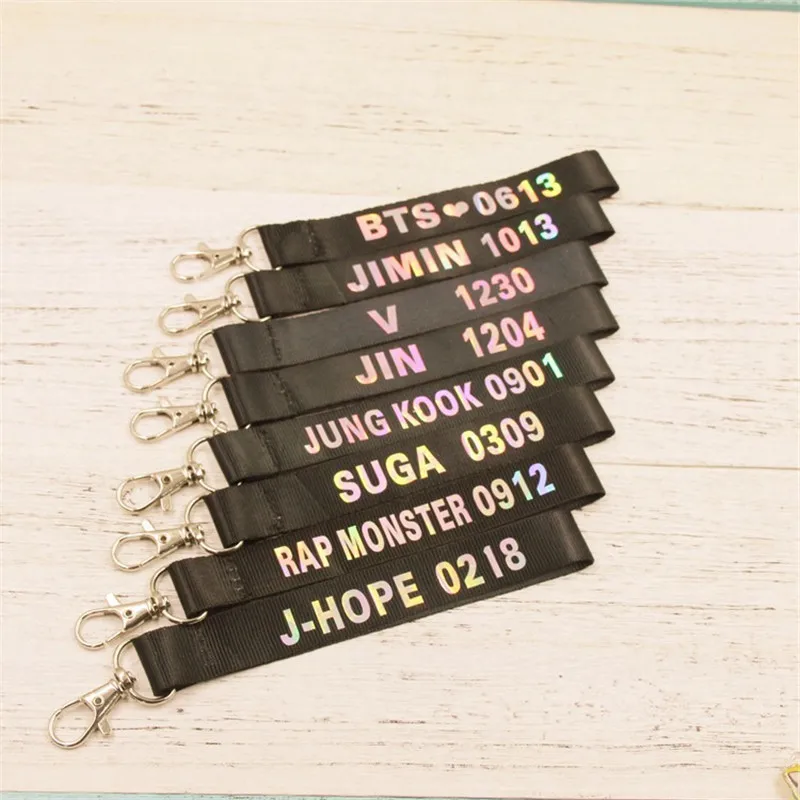 BTS❤0613
JIMIN 1013
V 1230
JIN 1204
JUNG KOOK 0901
SUGA 0309
RAP MONSTER 0912
J-HOPE 0218